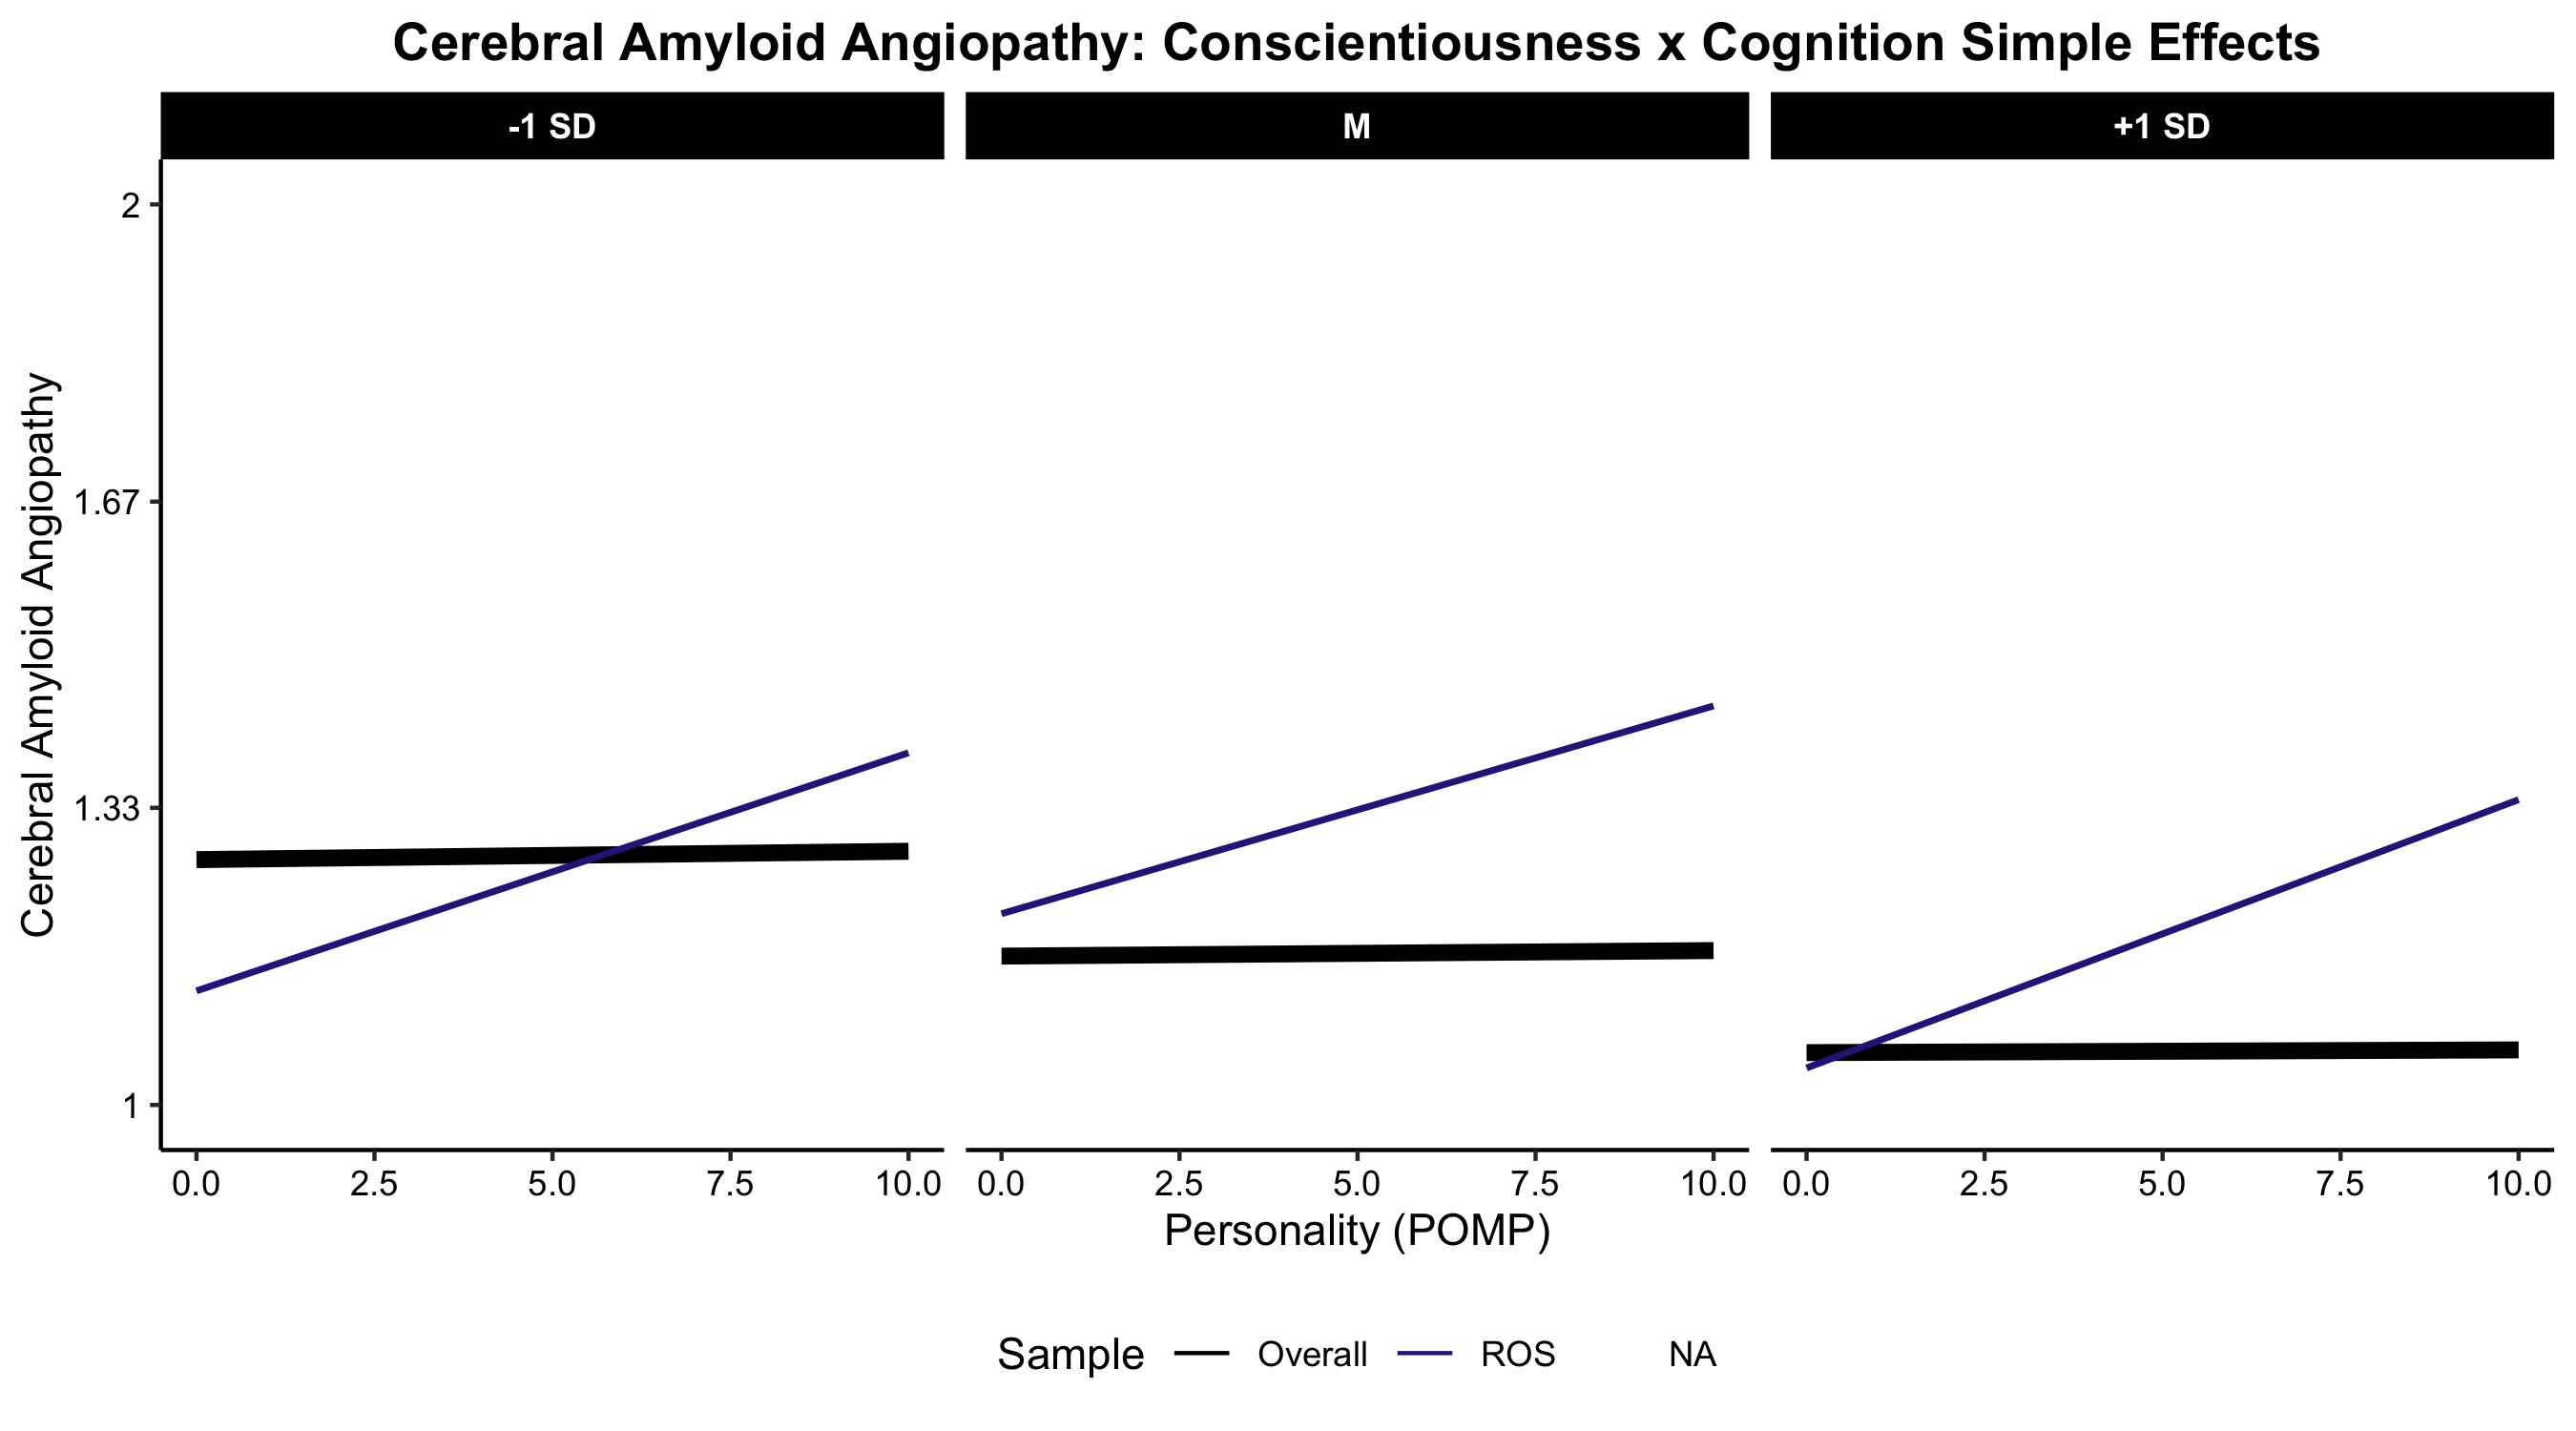 Cerebral Amyloid Angiopathy: Conscientiousness x Cognition Simple Effects
-1 SD
M
+1 SD
Cerebral Amyloid Angiopathy
2
1.67
1.33
1
0.0 2.5 5.0 7.5 10.0
0.0 2.5 5.0 7.5 10.0
0.0 2.5 5.0 7.5 10.0
Personality (POMP)
Sample Overall ROS NA